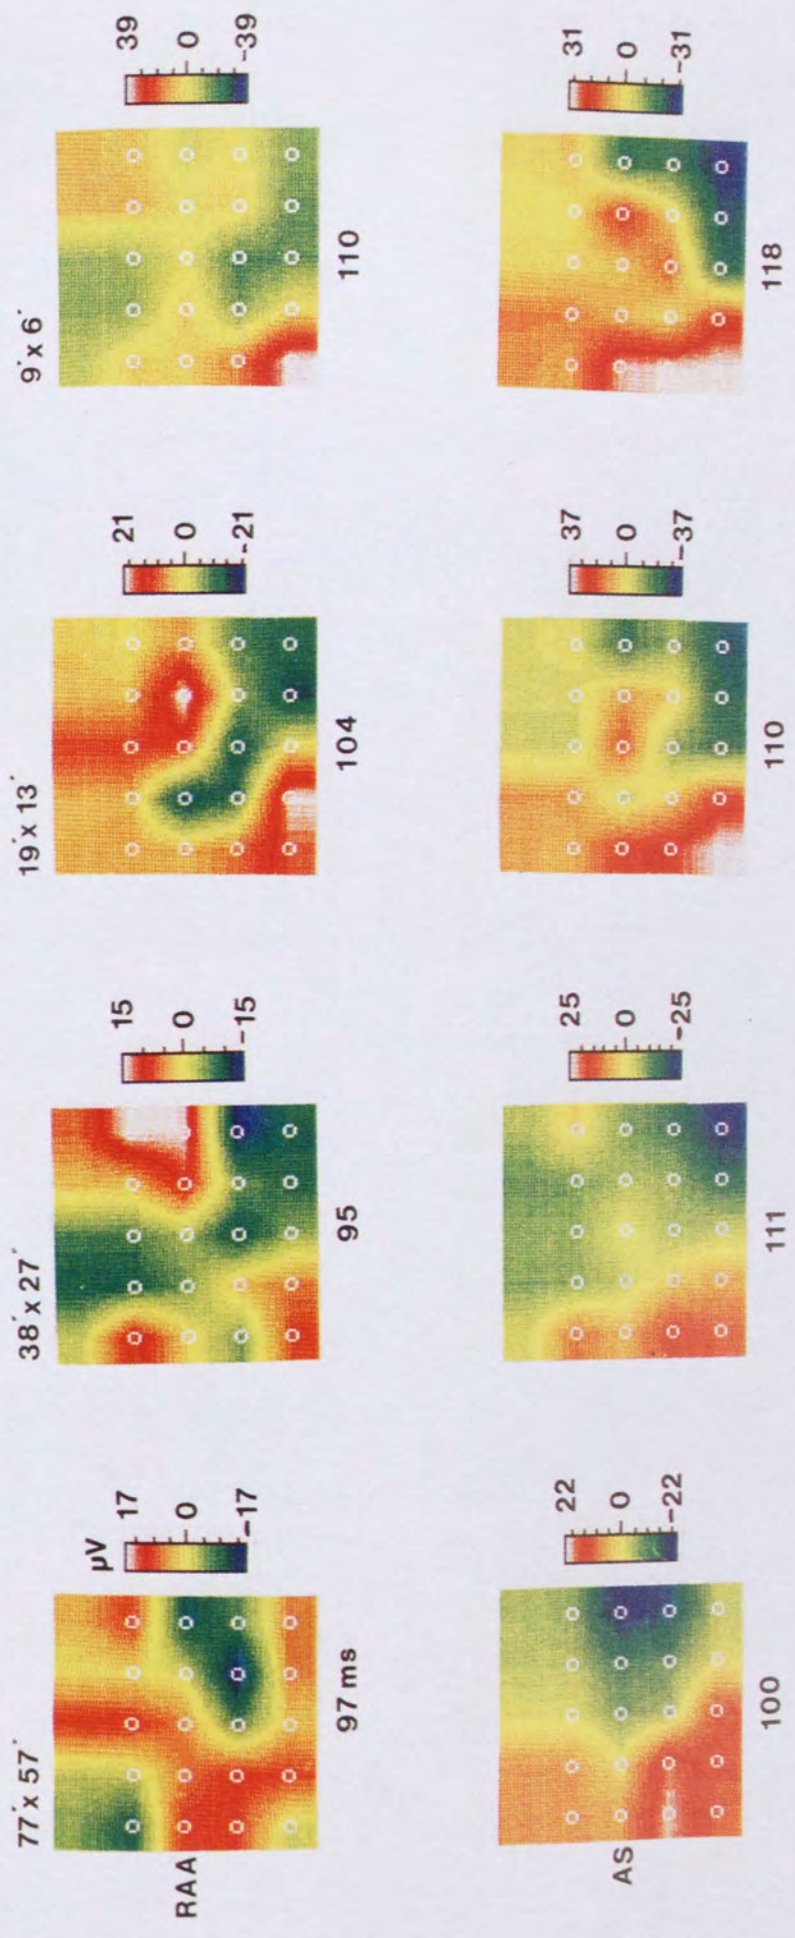 77′x 57′ 38′x 27′ 19′x 13′ 9′x 6′
µV
17 15 21 39
RAA 0 0 0 0
-17 -15 -21 -39
97 ms 95 104 110
22 25 37 31
AS 0 0 0 0
-22 -25 -37 -31
100 111 110 118